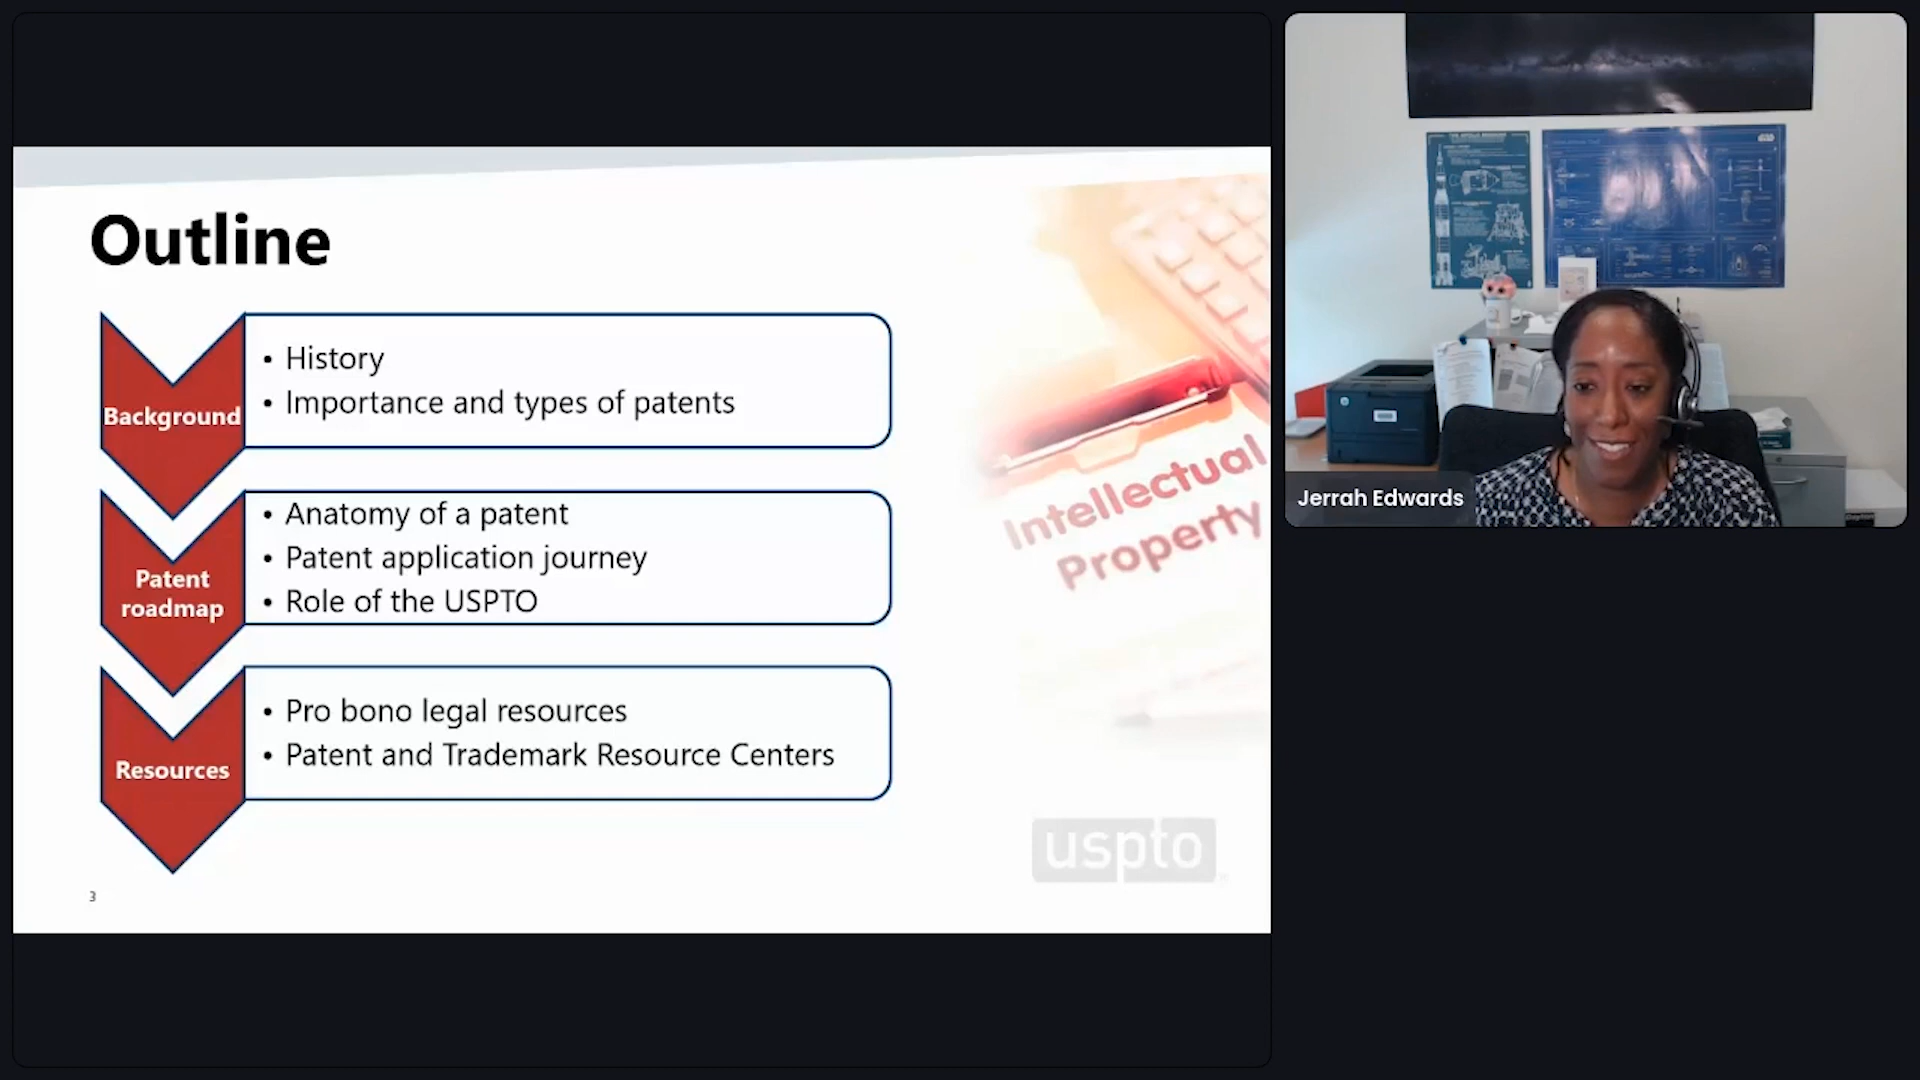 Outline
Background
• History
• Importance and types of patents
Patent
roadmap
• Anatomy of a patent
• Patent application journey
• Role of the USPTO
Resources
• Pro bono legal resources
• Patent and Trademark Resource Centers
Intellectual
Property
uspto
3
Jerrah Edwards